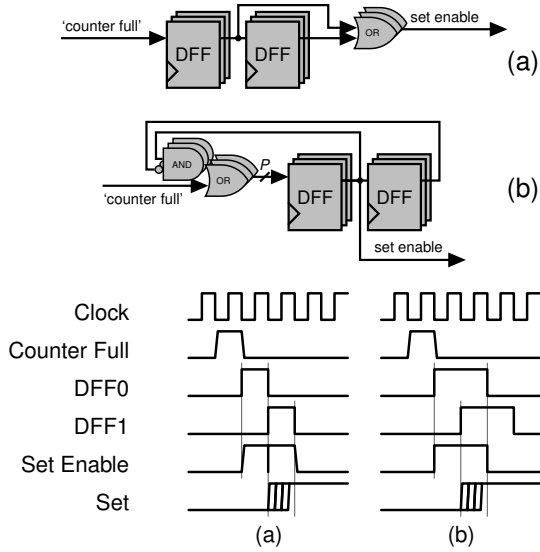 'counter full' DFF DFF OR set enable
(a)
AND OR P DFF DFF (b)
'counter full'
set enable
Clock
Counter Full
DFF0
DFF1
Set Enable
Set
(a) (b)